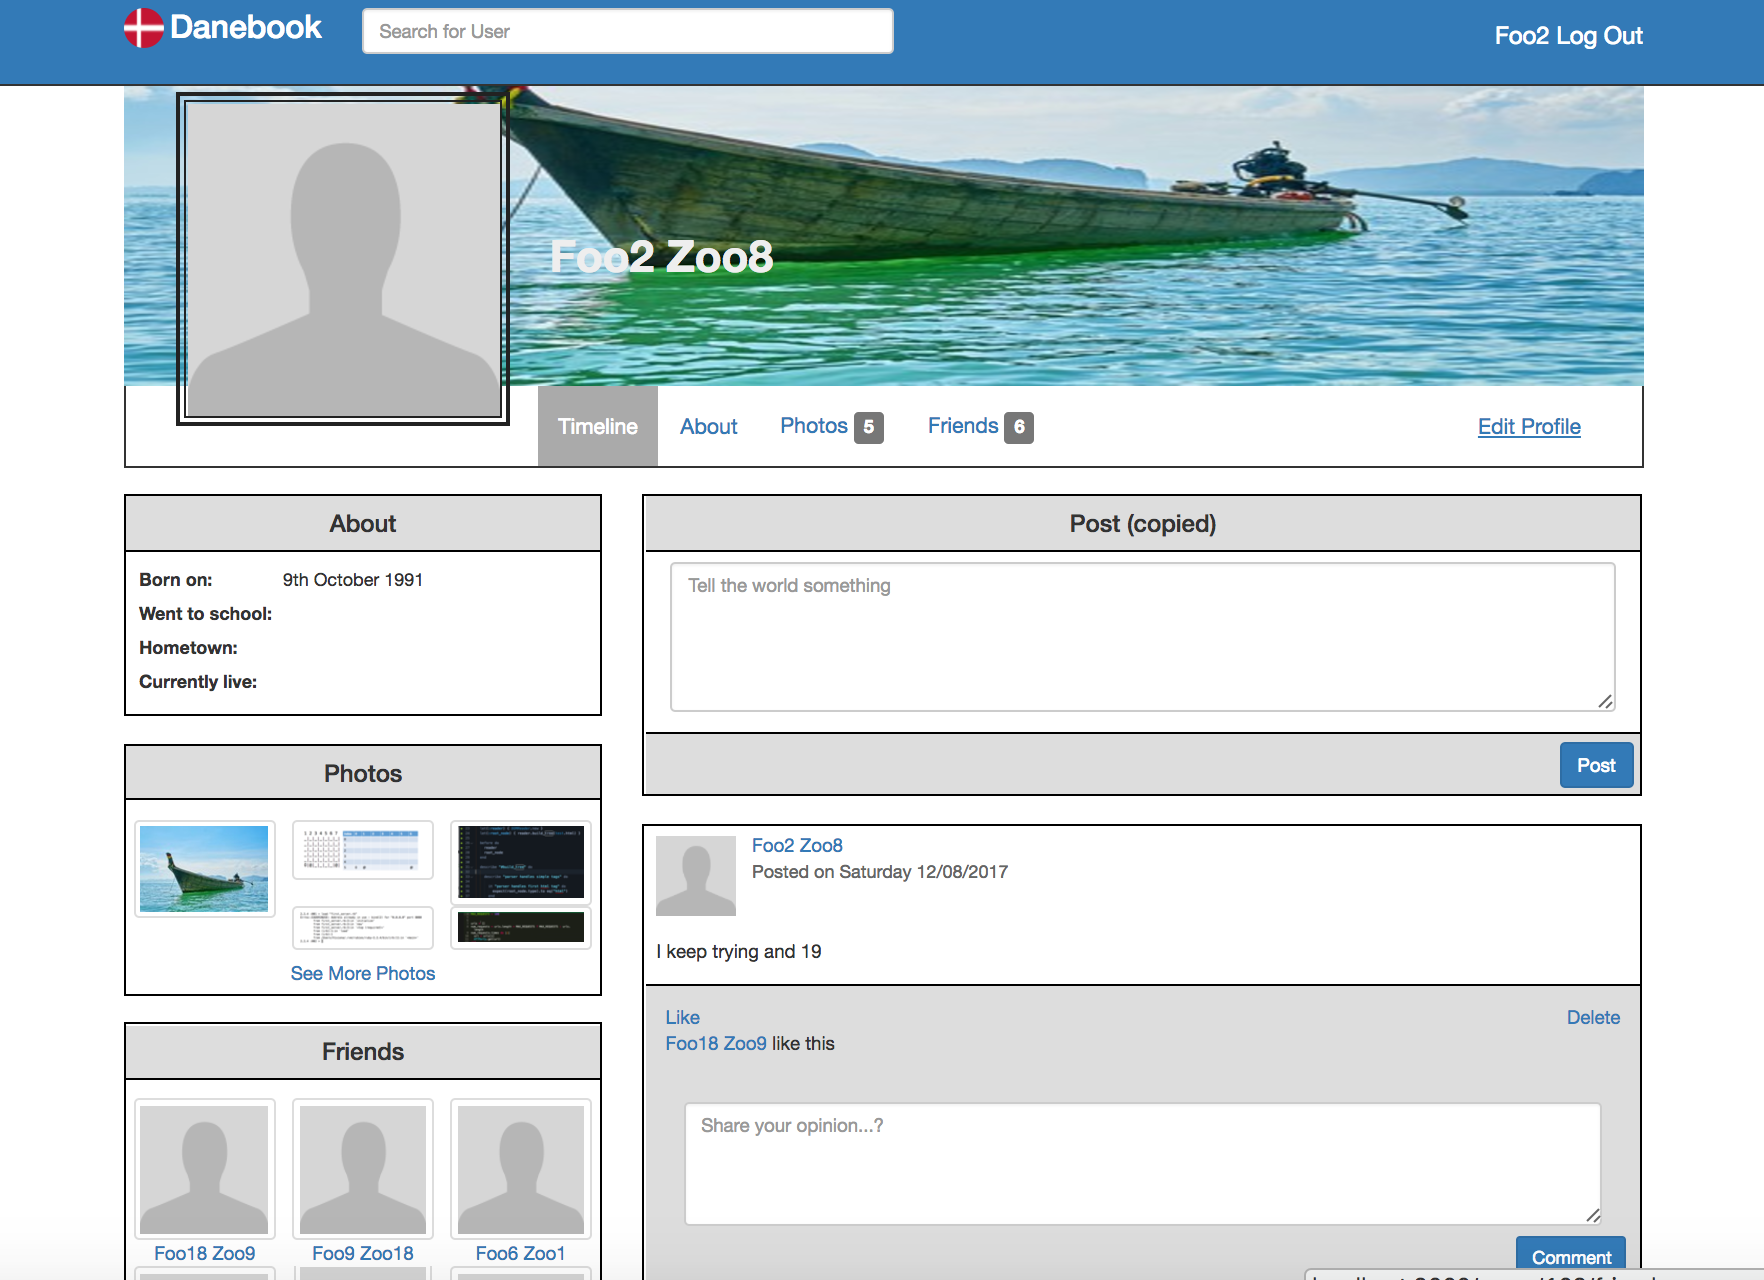 Danebook
Search for User
Foo2 Log Out
Foo2 Zoo8
Timeline
About
Photos 5
Friends 6
Edit Profile
About
Born on: 9th October 1991
Went to school:
Hometown:
Currently live:
Photos
See More Photos
Friends
Foo18 Zoo9
Foo9 Zoo18
Foo6 Zoo1
Post (copied)
Tell the world something
Post
Foo2 Zoo8
Posted on Saturday 12/08/2017
I keep trying and 19
Like
Delete
Foo18 Zoo9 like this
Share your opinion...?
Comment